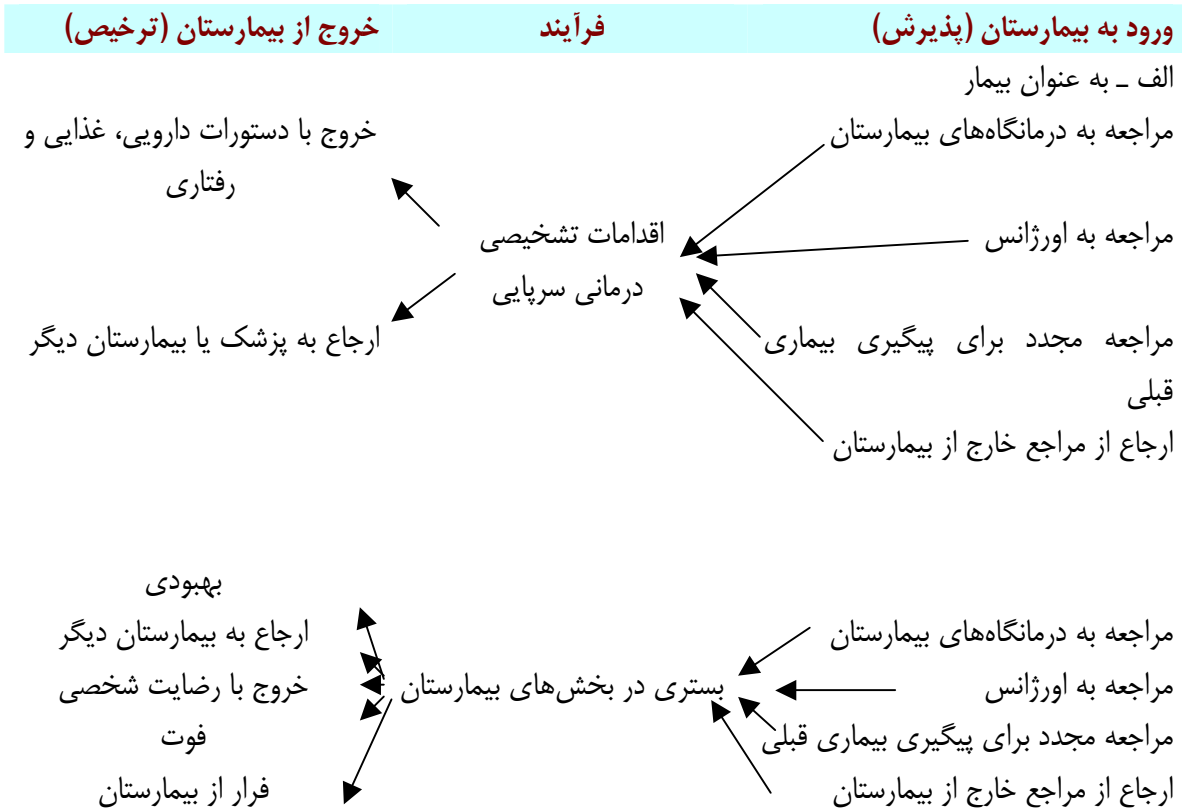 ورود به بیمارستان (پذیرش) فرآیند خروج از بیمارستان (ترخیص)
الف ـ به عنوان بیمار
مراجعه به درمانگاه‌های بیمارستان خروج با دستورات دارویی، غذایی و
رفتاری
مراجعه به اورژانس اقدامات تشخیصی
درمانی سرپایی
مراجعه مجدد برای پیگیری بیماری ارجاع به پزشک یا بیمارستان دیگر
قبلی
ارجاع از مراجع خارج از بیمارستان
بهبودی
مراجعه به درمانگاه‌های بیمارستان ارجاع به بیمارستان دیگر
مراجعه به اورژانس بستری در بخش‌های بیمارستان خروج با رضایت شخصی
مراجعه مجدد برای پیگیری بیماری قبلی فوت
ارجاع از مراجع خارج از بیمارستان فرار از بیمارستان